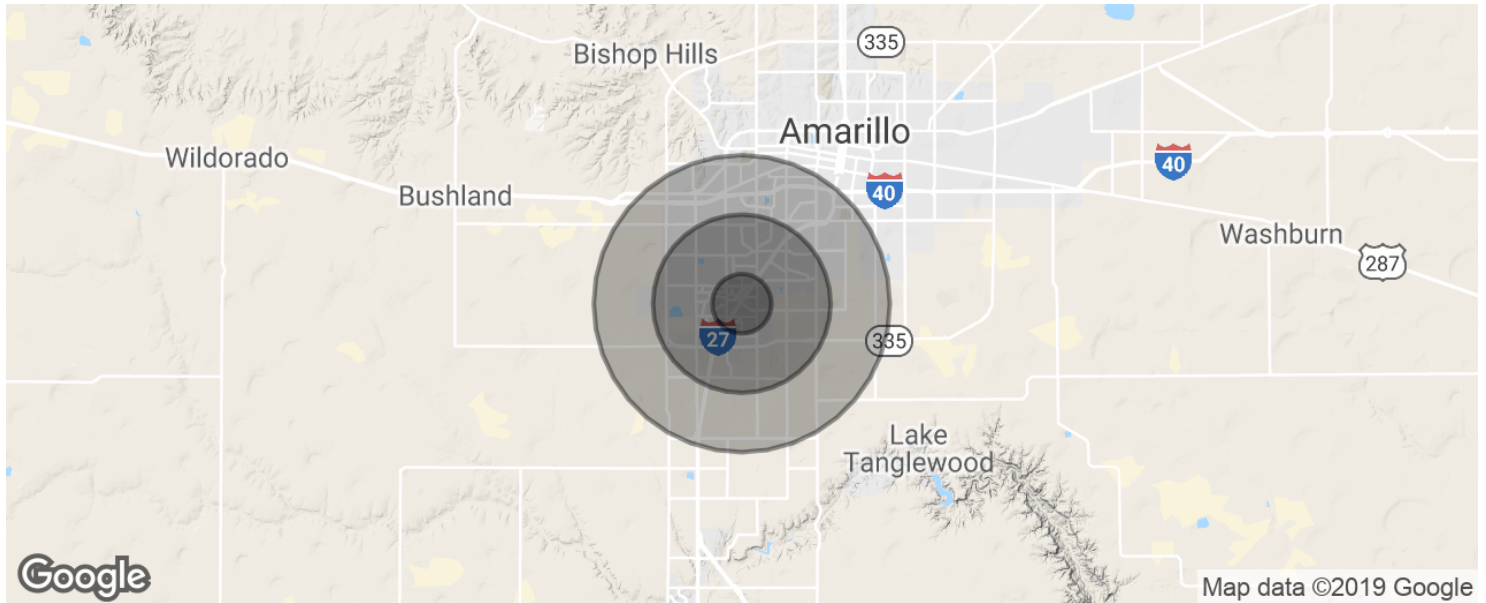 335
Bishop Hills
Amarillo
Wildorado
40
Bushland
40
Washburn
287
27
335
Lake
Tanglewood
Google
Map data ©2019 Google